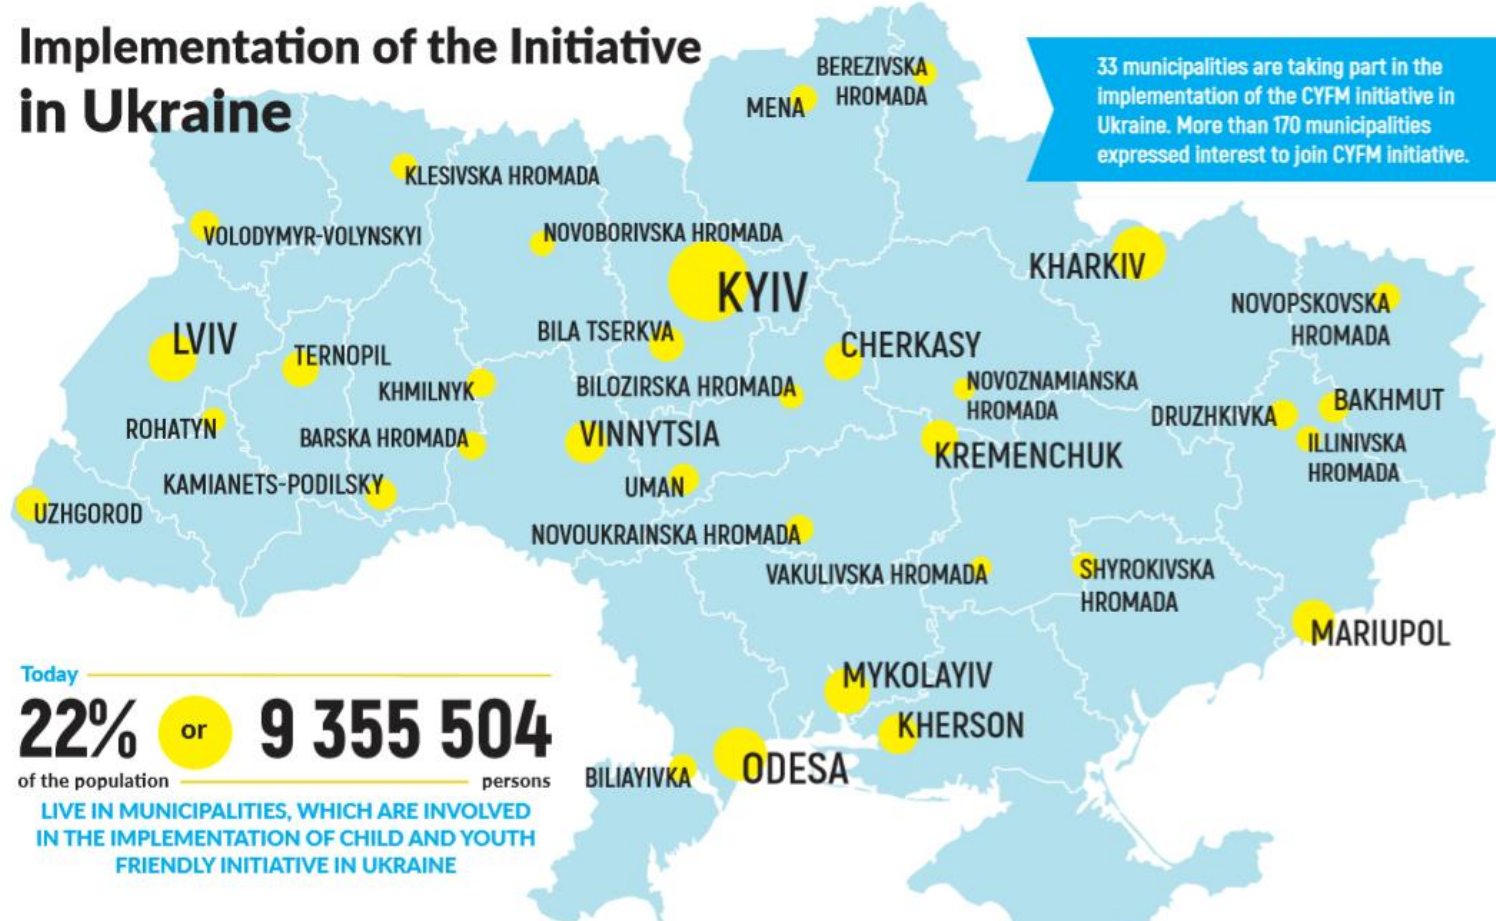 Implementation of the Initiative
in Ukraine
33 municipalities are taking part in the
implementation of the CYFM initiative in
Ukraine. More than 170 municipalities
expressed interest to join CYFM initiative.
BEREZIVSKA
HROMADA
MENA
KLESIVSKA HROMADA
VOLODYMYR-VOLYNSKYI
NOVOBORIVSKA HROMADA
KYIV
KHARKIV
NOVOPSKOVSKA
HROMADA
LVIV
TERNOPIL
BILA TSERKVA
CHERKASY
KHMILNYK
BILOZIRSKA HROMADA
NOVOZNAMIANSKA
HROMADA
DRUZHKIVKA
BAKHMUT
ROHATYN
BARSKA HROMADA
VINNYTSIA
KREMENCHUK
ILLINIVSKA
HROMADA
KAMIANETS-PODILSKY
UMAN
UZHGOROD
NOVOUKRAINSKA HROMADA
VAKULIVSKA HROMADA
SHYROKIVSKA
HROMADA
MARIUPOL
MYKOLAYIV
KHERSON
ODESA
BILIAYIVKA
Today
22% or 9 355 504
of the population persons
LIVE IN MUNICIPALITIES, WHICH ARE INVOLVED
IN THE IMPLEMENTATION OF CHILD AND YOUTH
FRIENDLY INITIATIVE IN UKRAINE